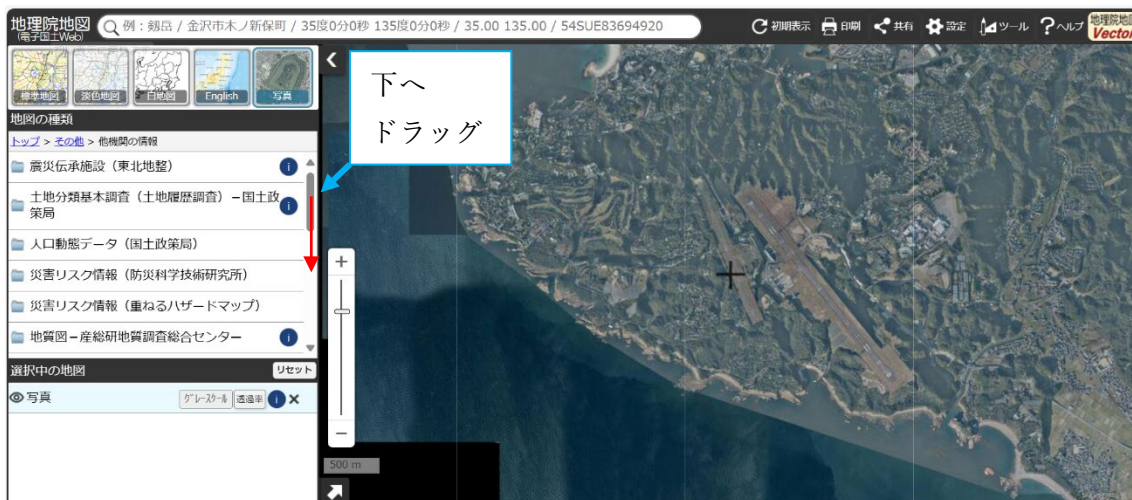 地理院地図
(電子国土Web)
例：剱岳 / 金沢市木ノ新保町 / 35度0分0秒 135度0分0秒 / 35.00 135.00 / 54SUE83694920
初期表示
印刷
共有
設定
ツール
ヘルプ
地理院地図
Vector
標準地図
淡色地図
白地図
English
写真
地図の種類
トップ > その他 > 他機関の情報
震災伝承施設（東北地整）
土地分類基本調査（土地履歴調査）－国土政
策局
人口動態データ（国土政策局）
災害リスク情報（防災科学技術研究所）
災害リスク情報（重ねるハザードマップ）
地質図－産総研地質調査総合センター
選択中の地図
リセット
写真
グレースケール
透過率
下へ
ドラッグ
500 m